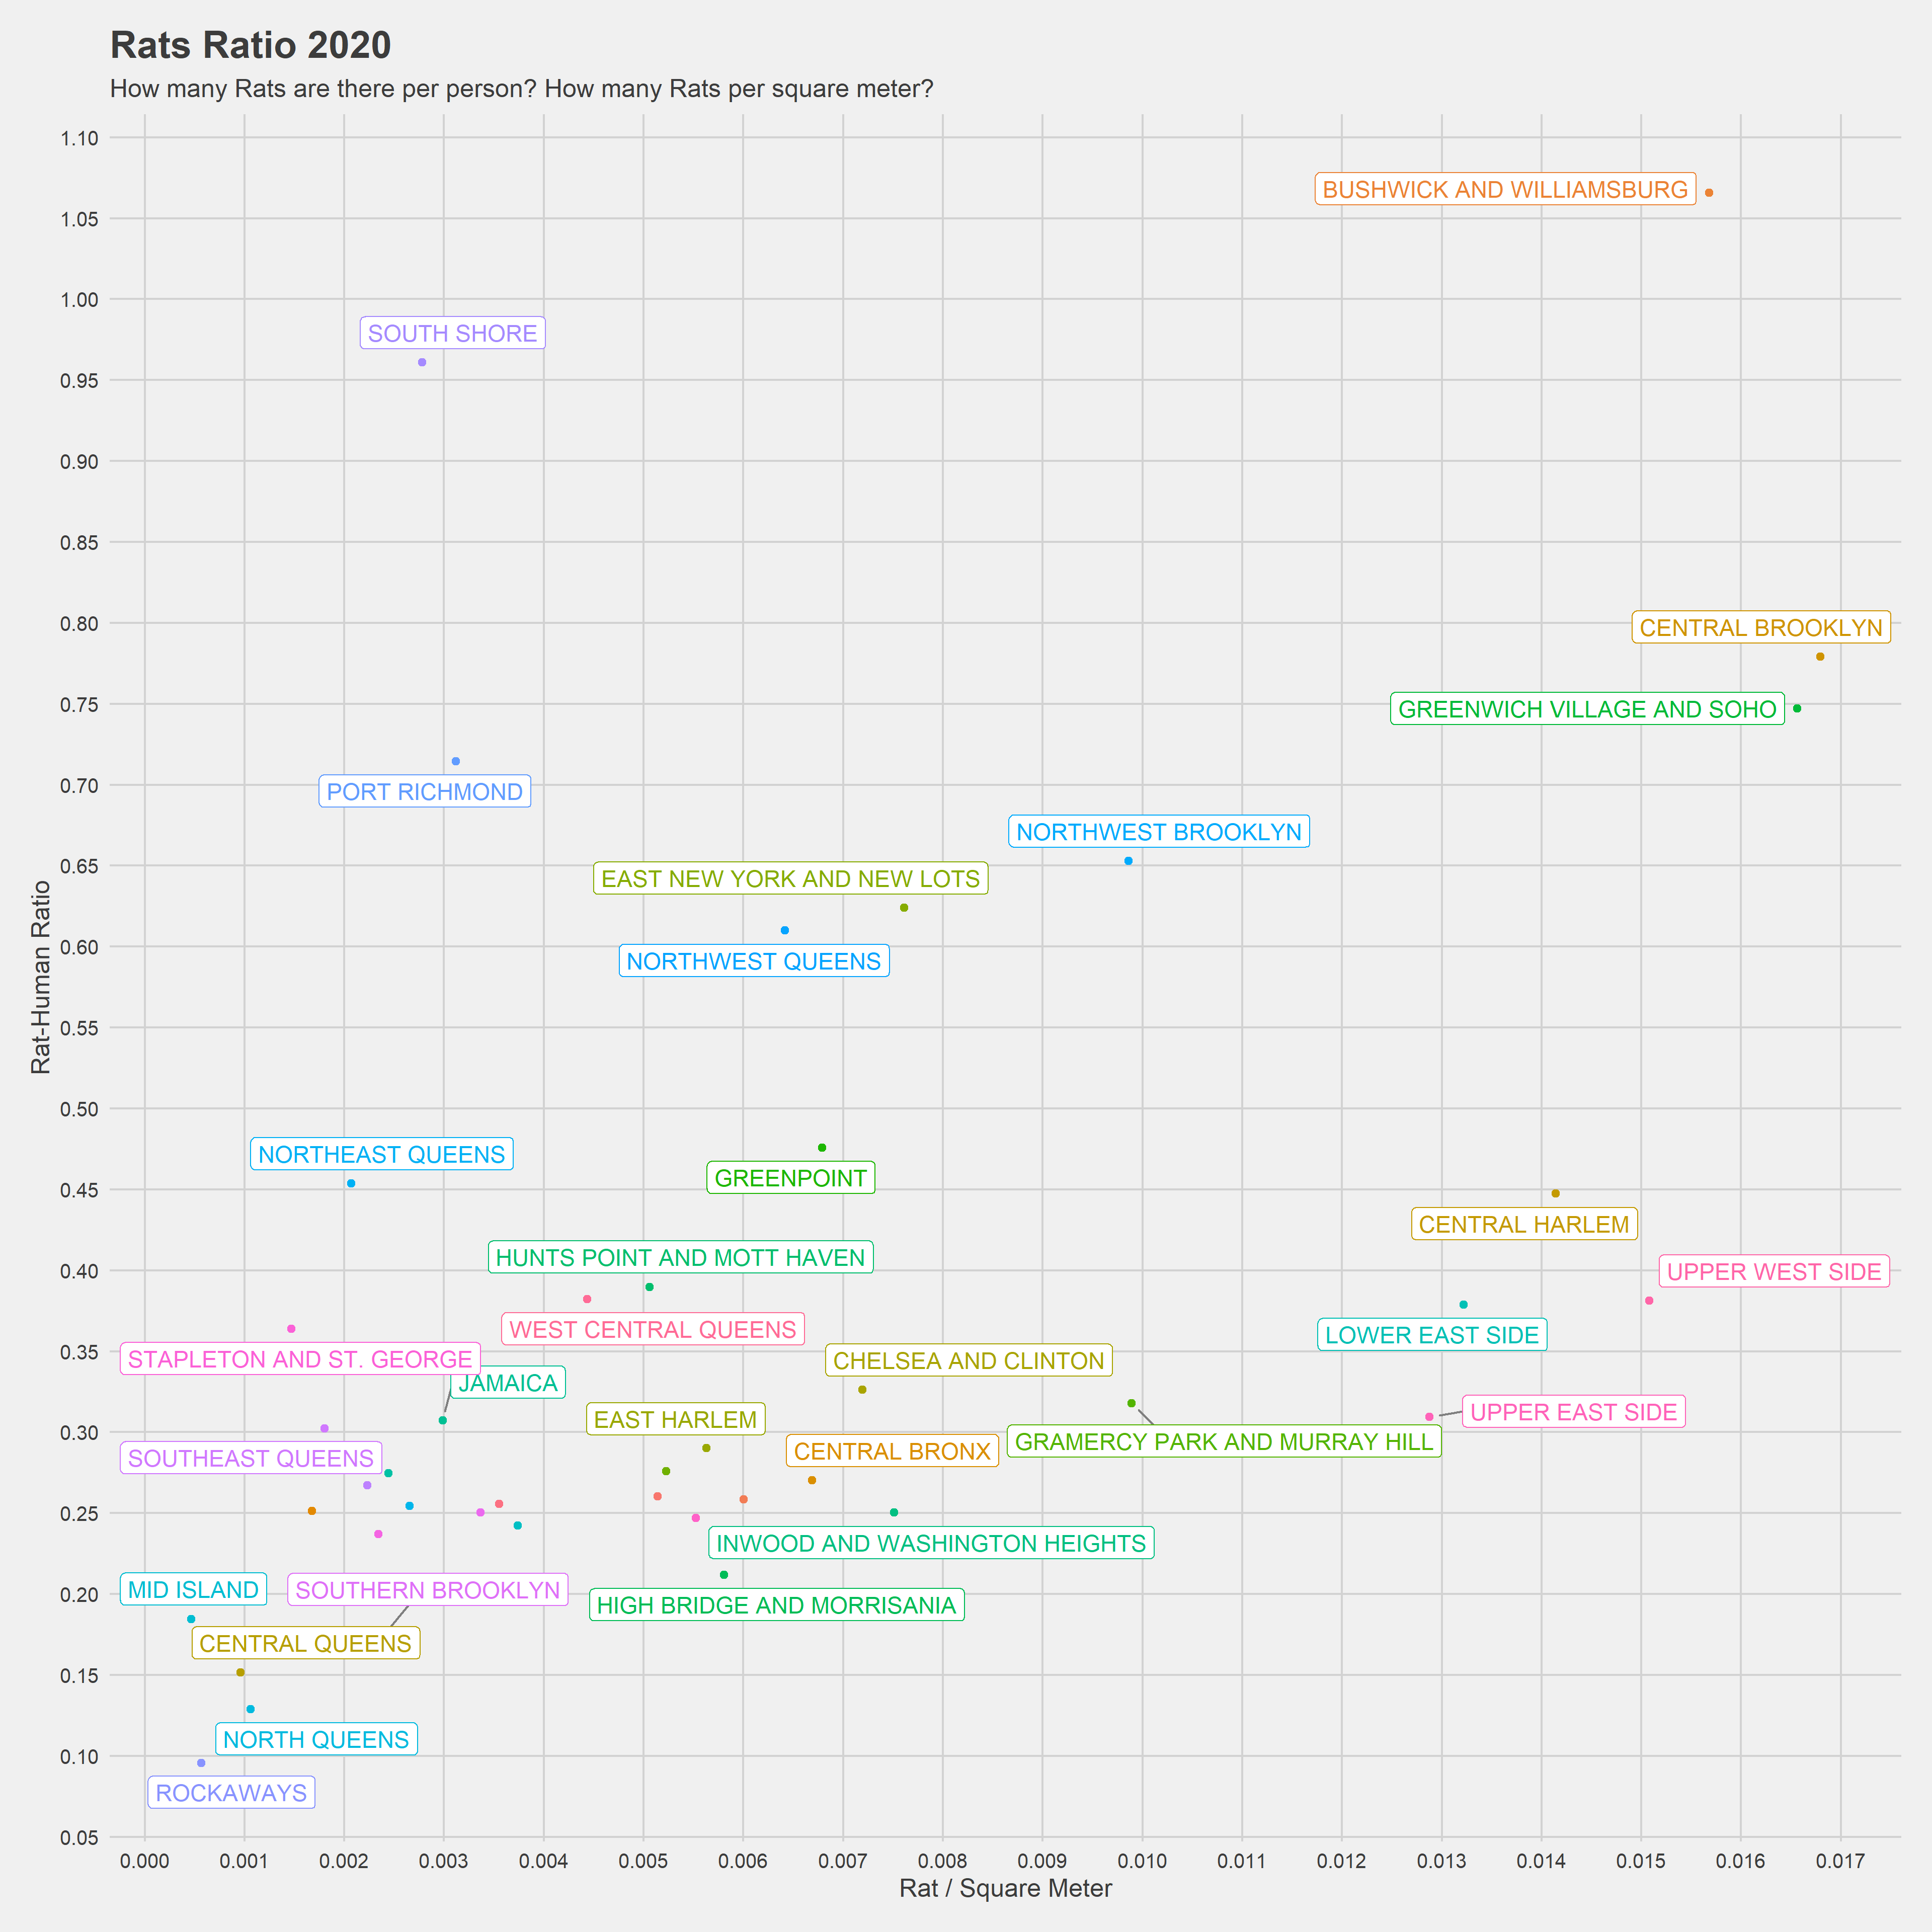 Rats Ratio 2020
How many Rats are there per person? How many Rats per square meter?
1.10
1.05
1.00
0.95
0.90
0.85
0.80
0.75
0.70
0.65
0.60
0.55
0.50
0.45
0.40
0.35
0.30
0.25
0.20
0.15
0.10
0.05
Rat-Human Ratio
BUSHWICK AND WILLIAMSBURG
SOUTH SHORE
CENTRAL BROOKLYN
GREENWICH VILLAGE AND SOHO
PORT RICHMOND
NORTHWEST BROOKLYN
EAST NEW YORK AND NEW LOTS
NORTHWEST QUEENS
NORTHEAST QUEENS
GREENPOINT
CENTRAL HARLEM
HUNTS POINT AND MOTT HAVEN
UPPER WEST SIDE
WEST CENTRAL QUEENS
LOWER EAST SIDE
STAPLETON AND ST. GEORGE
CHELSEA AND CLINTON
JAMAICA
UPPER EAST SIDE
EAST HARLEM
GRAMERCY PARK AND MURRAY HILL
CENTRAL BRONX
SOUTHEAST QUEENS
INWOOD AND WASHINGTON HEIGHTS
MID ISLAND
SOUTHERN BROOKLYN
HIGH BRIDGE AND MORRISANIA
CENTRAL QUEENS
NORTH QUEENS
ROCKAWAYS
0.000 0.001 0.002 0.003 0.004 0.005 0.006 0.007 0.008 0.009 0.010 0.011 0.012 0.013 0.014 0.015 0.016 0.017
Rat / Square Meter